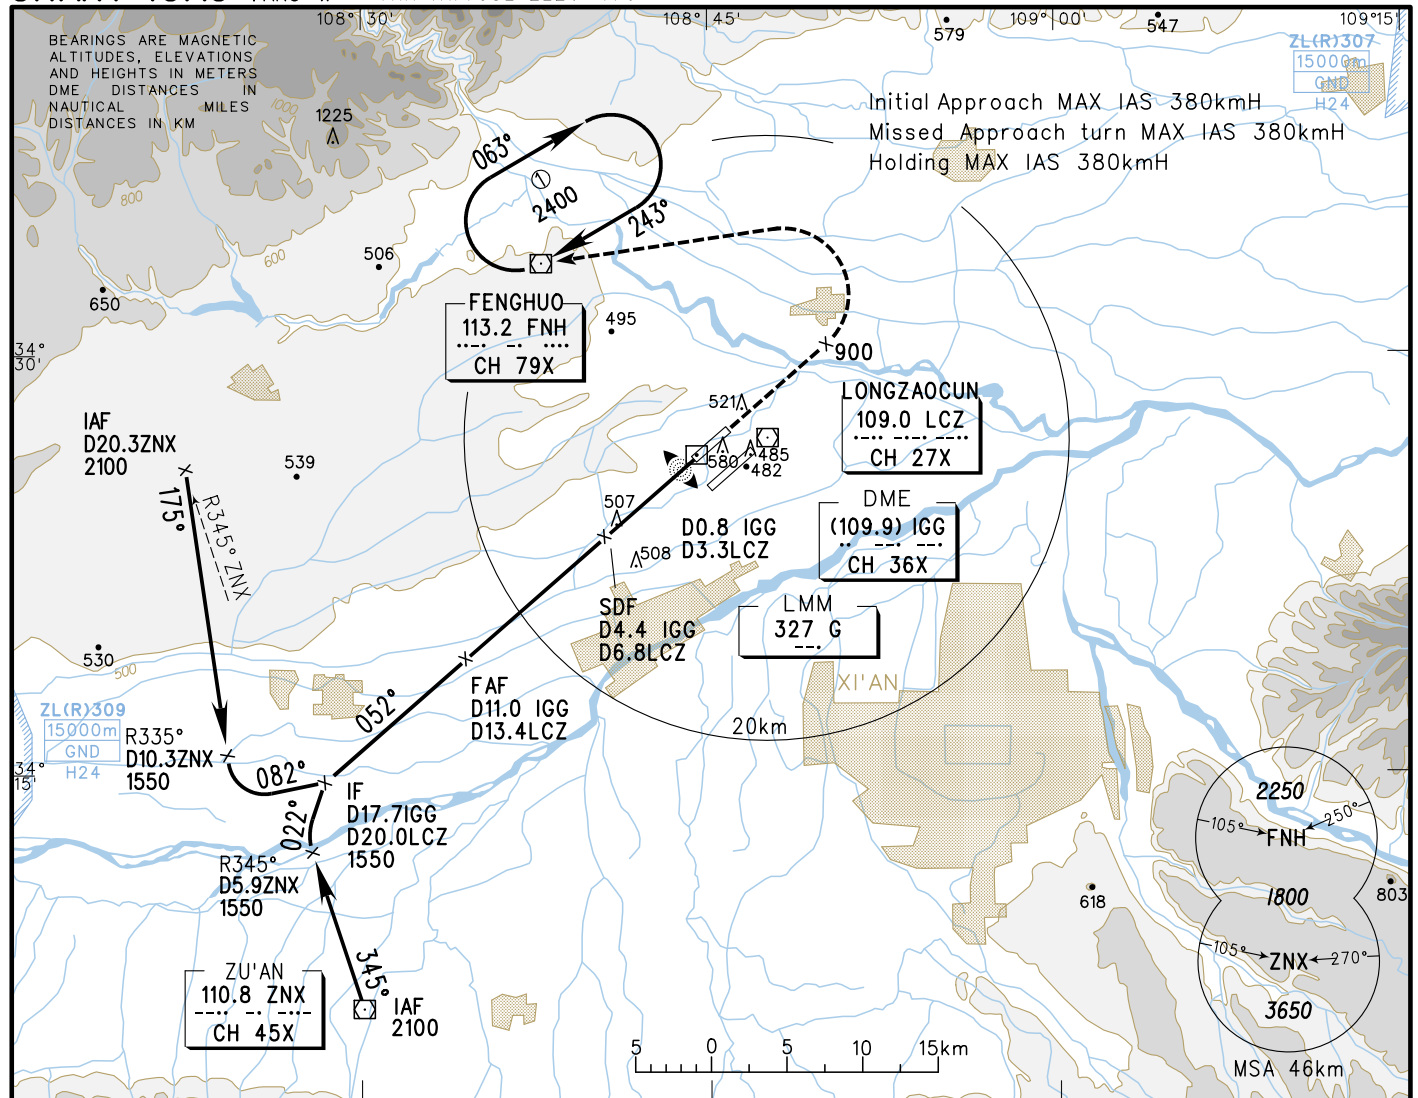 108°30'
108°45'
109°00'
109°15'
BEARINGS ARE MAGNETIC
ALTITUDES, ELEVATIONS
AND HEIGHTS IN METERS
DME DISTANCES IN
NAUTICAL MILES
DISTANCES IN KM
579
547
ZL(R)307
15000m
GND
H24
Initial Approach MAX IAS 380kmH
Missed Approach turn MAX IAS 380kmH
Holding MAX IAS 380kmH
1000
1225
800
600
063°
1
2400
243°
506
650
FENGHUO
113.2 FNH
CH 79X
495
900
34°
30'
LONGZAOCUN
109.0 LCZ
CH 27X
521
580
485
482
IAF
D20.3ZNX
2100
175°
R345° ZNX
539
507
508
D0.8 IGG
D3.3LCZ
DME
(109.9) IGG
CH 36X
SDF
D4.4 IGG
D6.8LCZ
LMM
327 G
530
500
FAF
D11.0 IGG
D13.4LCZ
052°
XI'AN
20km
ZL(R)309
15000m
GND
H24
R335°
D10.3ZNX
1550
34°
15'
082°
022°
IF
D17.7IGG
D20.0LCZ
1550
R345°
D5.9ZNX
1550
2250
105°
250°
FNH
1800
105°
270°
ZNX
3650
MSA 46km
618
803
ZU'AN
110.8 ZNX
CH 45X
345°
IAF
2100
5 0 5 10 15km